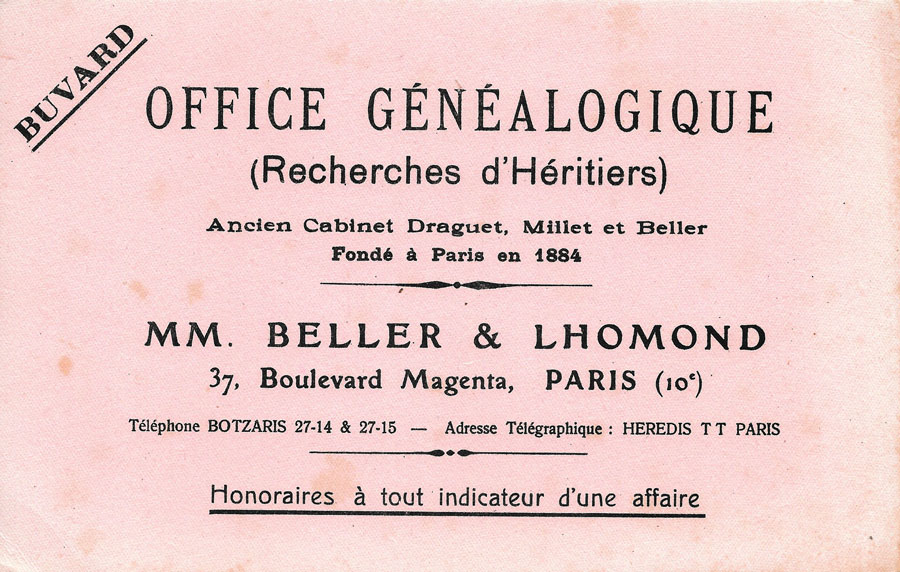 BUVARD
OFFICE GÉNÉALOGIQUE
(Recherches d'Héritiers)
Ancien Cabinet Draguet, Millet et Beller
Fondé à Paris en 1884
MM. BELLER & LHOMOND
37, Boulevard Magenta, PARIS (10e)
Téléphone BOTZARIS 27-14 & 27-15 — Adresse Télégraphique : HEREDIS T T PARIS
Honoraires à tout indicateur d'une affaire